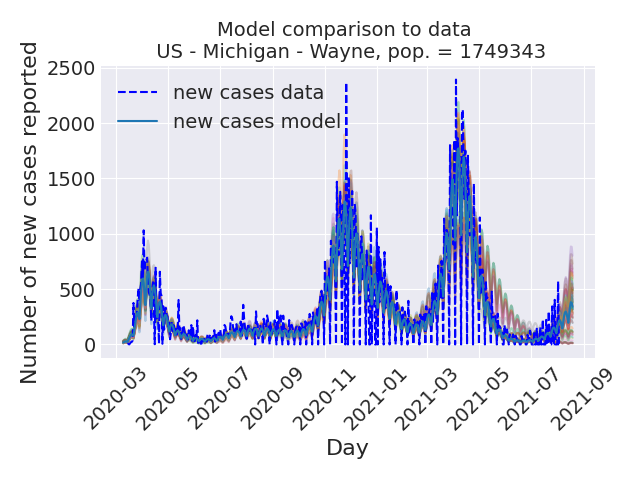 Model comparison to data
US - Michigan - Wayne, pop. = 1749343
Number of new cases reported
2500
2000
1500
1000
500
0
new cases data
new cases model
2020-03
2020-05
2020-07
2020-09
2020-11
2021-01
2021-03
2021-05
2021-07
2021-09
Day